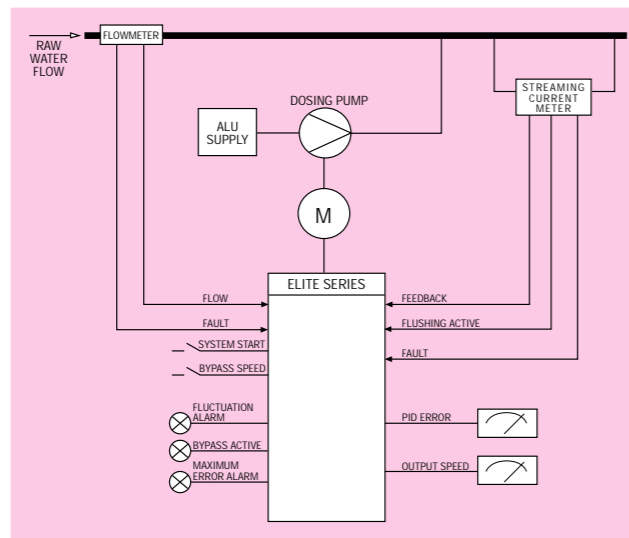 FLOWMETER
RAW
WATER
FLOW
STREAMING
CURRENT
METER
DOSING PUMP
ALU
SUPPLY
M
ELITE SERIES
FLOW
FEEDBACK
FAULT
FLUSHING ACTIVE
SYSTEM START
FAULT
BYPASS SPEED
FLUCTUATION
ALARM
PID ERROR
BYPASS ACTIVE
MAXIMUM
ERROR ALARM
OUTPUT SPEED